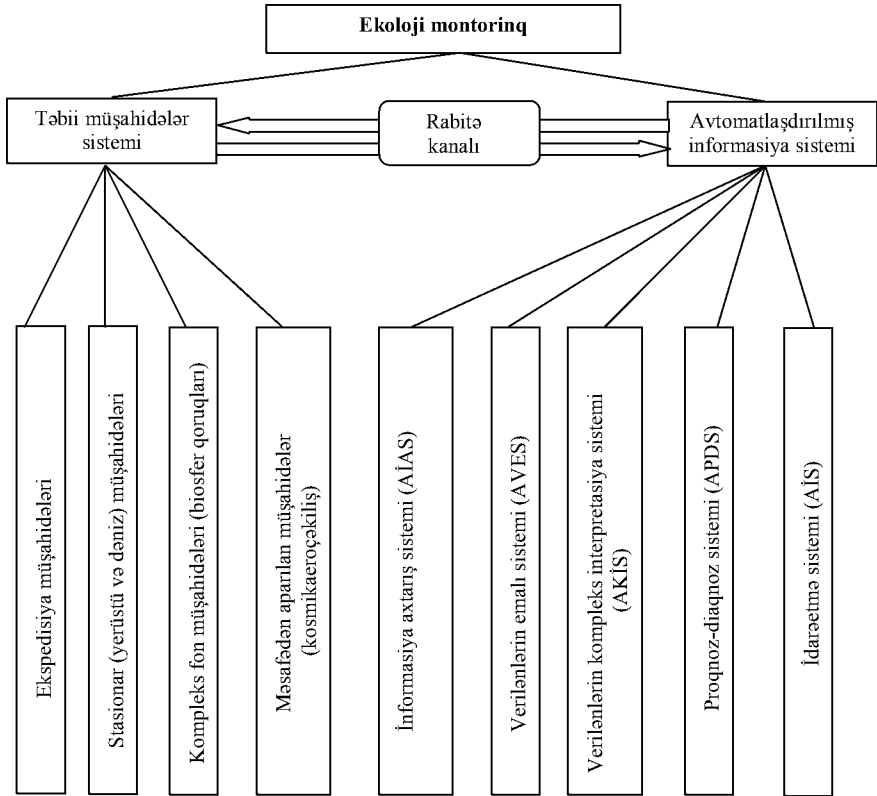 Ekoloji montorinq
Təbii müşahidələr
sistemi
Rabitə
kanalı
Avtomatlaşdırılmış
informasiya sistemi
Ekspedisiya müşahidələri
Stasionar (yerüstü və dəniz) müşahidələri
Kompleks fon müşahidələri (biosfer qoruqları)
Məsafədən aparılan müşahidələr
(kosmikaeroçəkiliş)
İnformasiya axtarış sistemi (AİAS)
Verilənlərin emalı sistemi (AVES)
Verilənlərin kompleks interpretasiya sistemi
(AKİS)
Proqnoz-diaqnoz sistemi (APDS)
İdarəetmə sistemi (AİS)